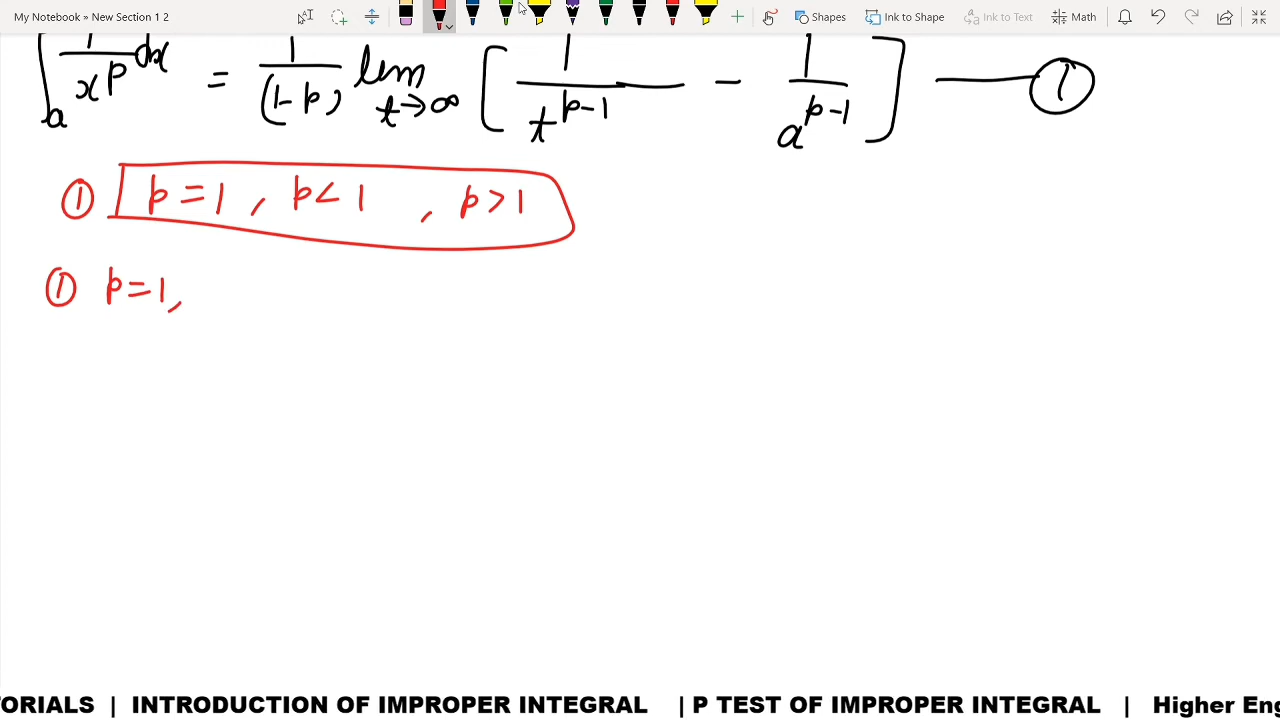 My Notebook » New Section 1 2
Shapes Ink to Shape Ink to Text Math
∫a 1/x^p dx = 1/(1-p) lim t→∞ [ 1/t^(p-1) - 1/a^(p-1) ] — ①
① p=1, p<1, p>1
① p=1,
TORIALS | INTRODUCTION OF IMPROPER INTEGRAL | P TEST OF IMPROPER INTEGRAL | Higher Eng